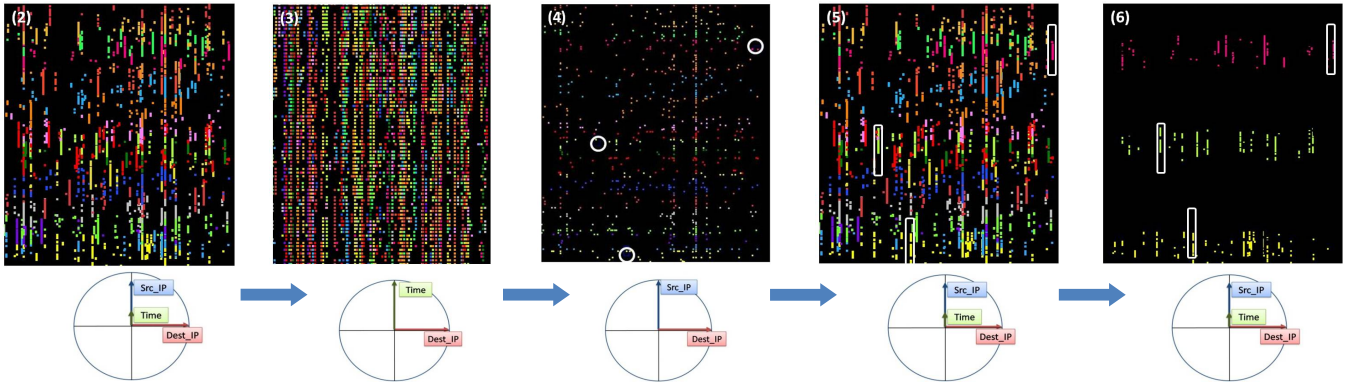 (2)
(3)
(4)
(5)
(6)
Src_IP
Time
Dest_IP
Time
Dest_IP
Src_IP
Dest_IP
Src_IP
Time
Dest_IP
Src_IP
Time
Dest_IP